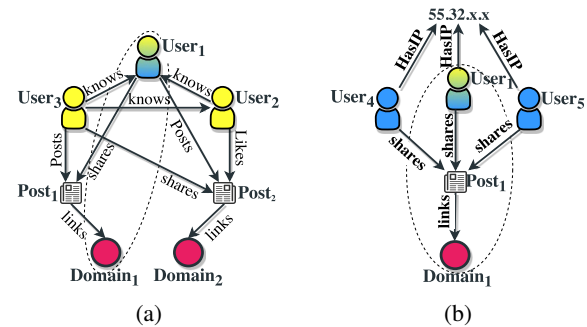 User1
knows
knows
User3
knows
User2
Posts
shares
Posts
Likes
shares
Post1
Post2
links
links
Domain1
Domain2
(a)
55.32.x.x
HasIP
HasIP
HasIP
User4
User1
User5
shares
shares
shares
Post1
links
Domain1
(b)